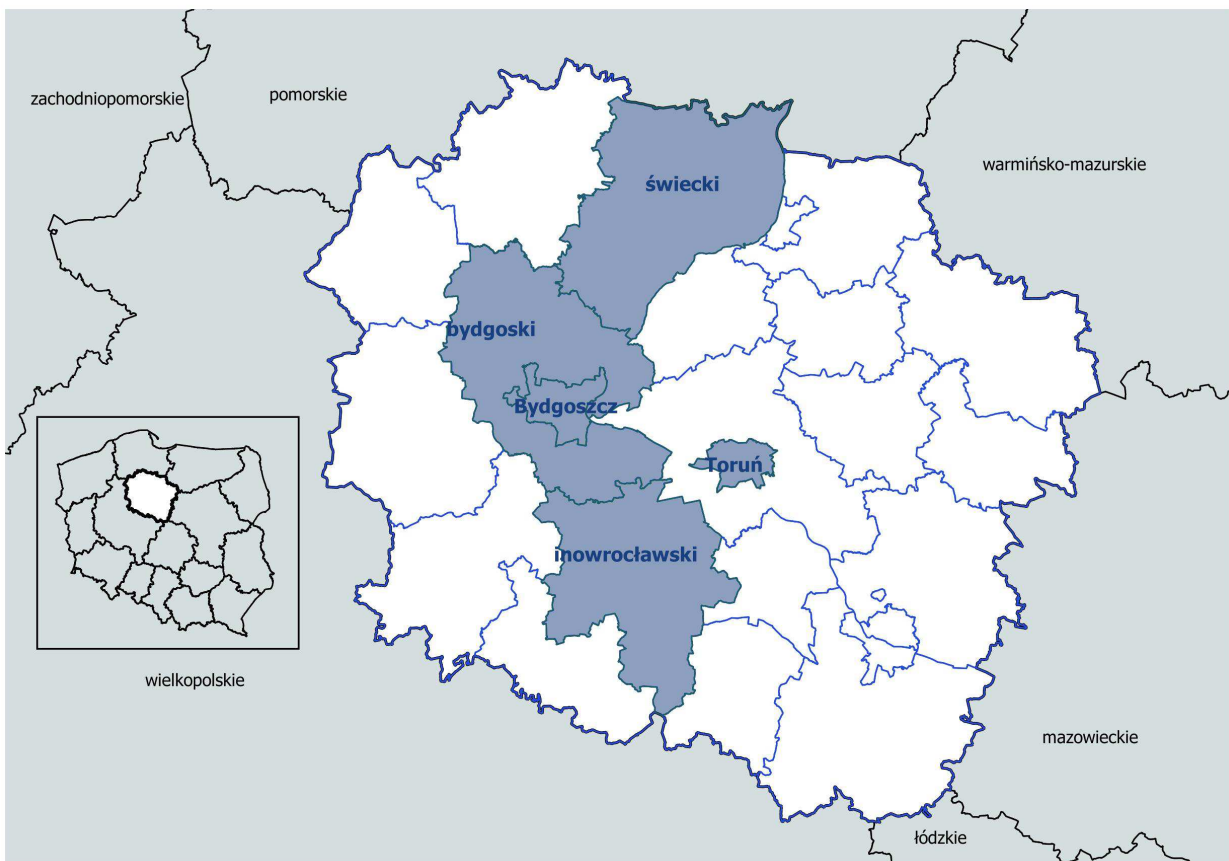 zachodniopomorskie
pomorskie
warmińsko-mazurskie
świecki
bydgoski
Bydgoszcz
Toruń
inowrocławski
wielkopolskie
mazowieckie
łódzkie